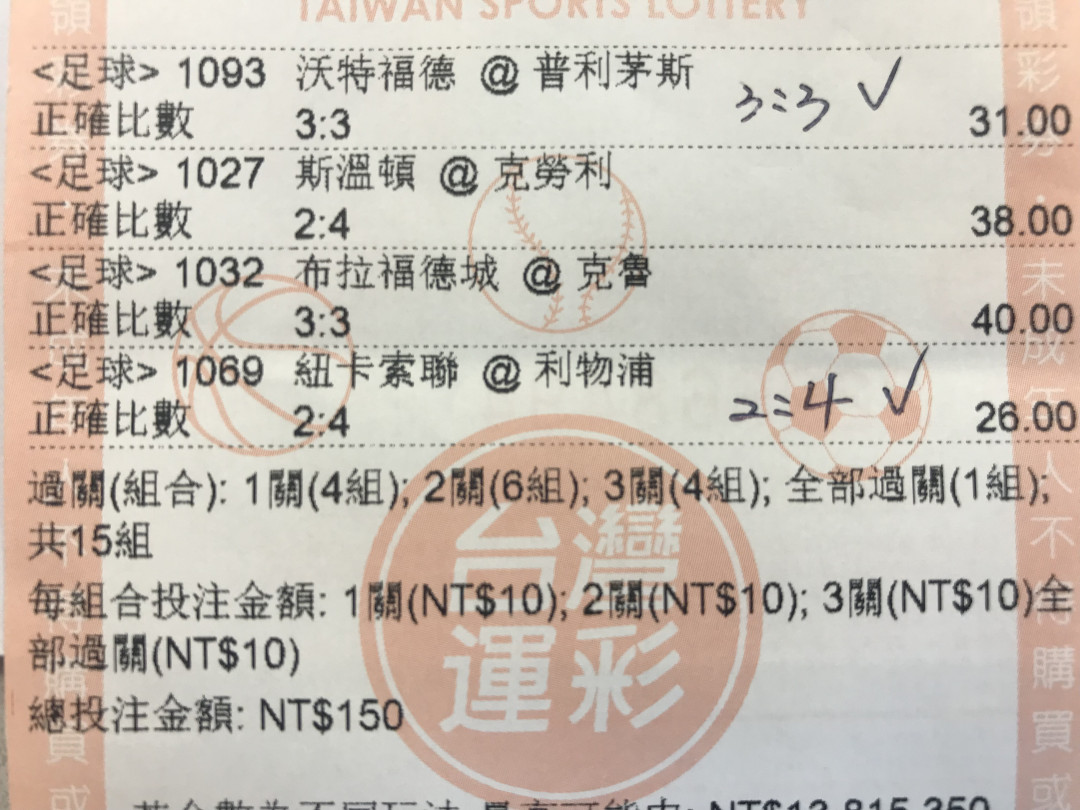 TAIWAN SPORTS LOTTERY
<足球> 1093 沃特福德 @ 普利茅斯
3:3 ✓
正確比數 3:3 31.00
<足球> 1027 斯溫頓 @ 克勞利
正確比數 2:4 38.00
<足球> 1032 布拉福德城 @ 克魯
正確比數 3:3 40.00
<足球> 1069 紐卡索聯 @ 利物浦
2:4 ✓
正確比數 2:4 26.00
過關(組合): 1關(4組); 2關(6組); 3關(4組); 全部過關(1組);
共15組
每組合投注金額: 1關(NT$10); 2關(NT$10); 3關(NT$10)全
部過關(NT$10)
總投注金額: NT$150
台灣
運彩
NT$13,815,350